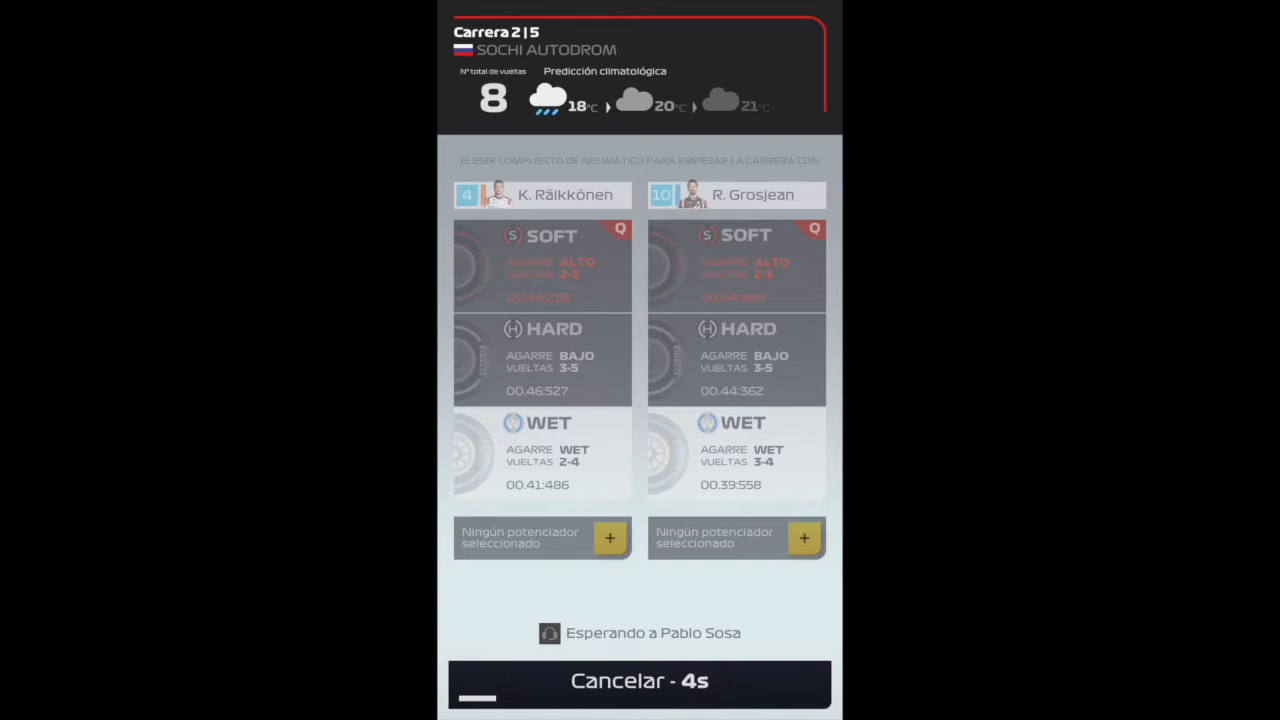 Carrera 2|5
SOCHI AUTODROM
Nº total de vueltas
Predicción climatológica
8
18°C
20°C
21°C
ELEGIR COMPUESTO DE NEUMÁTICO PARA EMPEZAR LA CARRERA CON
4 K. Räikkönen
10 R. Grosjean
S SOFT Q
AGARRE ALTO
VUELTAS 2-3
00.44:239
S SOFT Q
AGARRE ALTO
VUELTAS 2-3
H HARD
AGARRE BAJO
VUELTAS 3-5
00.46:527
H HARD
AGARRE BAJO
VUELTAS 3-5
00.44:362
W WET
AGARRE WET
VUELTAS 2-4
00.41:486
W WET
AGARRE WET
VUELTAS 3-4
00.39:558
Ningún potenciador
seleccionado
+
Ningún potenciador
seleccionado
+
Esperando a Pablo Sosa
Cancelar - 4s